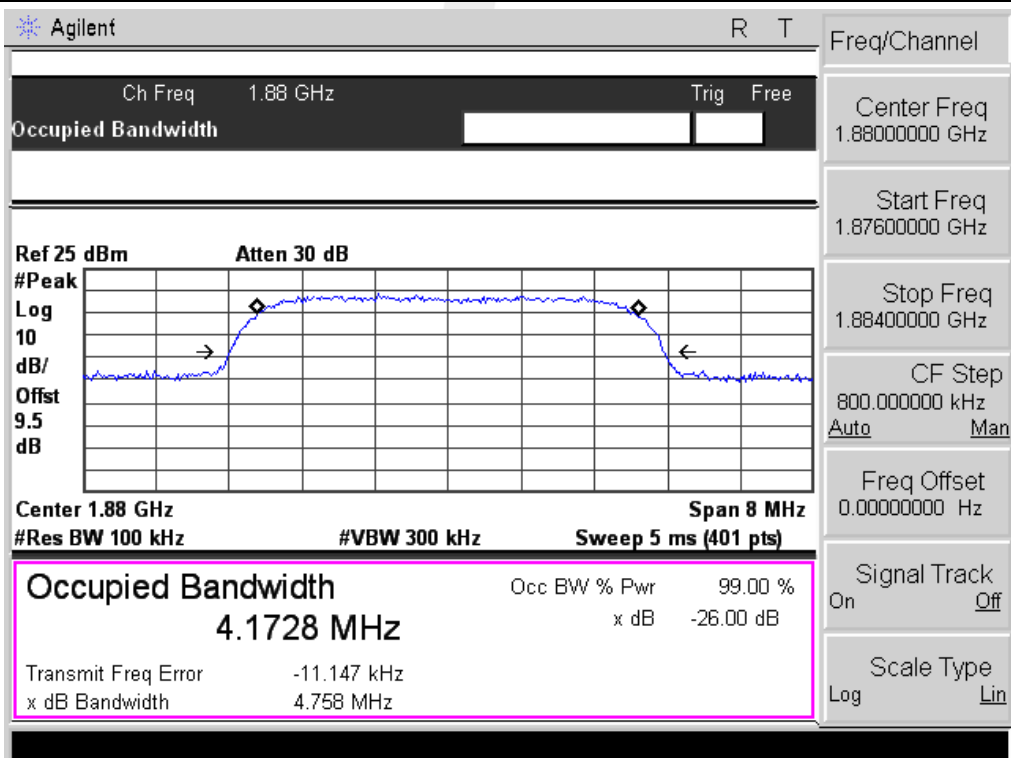 Agilent R T
Ch Freq 1.88 GHz Trig Free
Occupied Bandwidth
Ref 25 dBm Atten 30 dB
#Peak
Log
10
dB/
Offst
9.5
dB
Center 1.88 GHz Span 8 MHz
#Res BW 100 kHz #VBW 300 kHz Sweep 5 ms (401 pts)
Occupied Bandwidth
4.1728 MHz
Occ BW % Pwr 99.00 %
x dB -26.00 dB
Transmit Freq Error -11.147 kHz
x dB Bandwidth 4.758 MHz
Freq/Channel
Center Freq
1.88000000 GHz
Start Freq
1.87600000 GHz
Stop Freq
1.88400000 GHz
CF Step
800.000000 kHz
Auto Man
Freq Offset
0.00000000 Hz
Signal Track
On Off
Scale Type
Log Lin